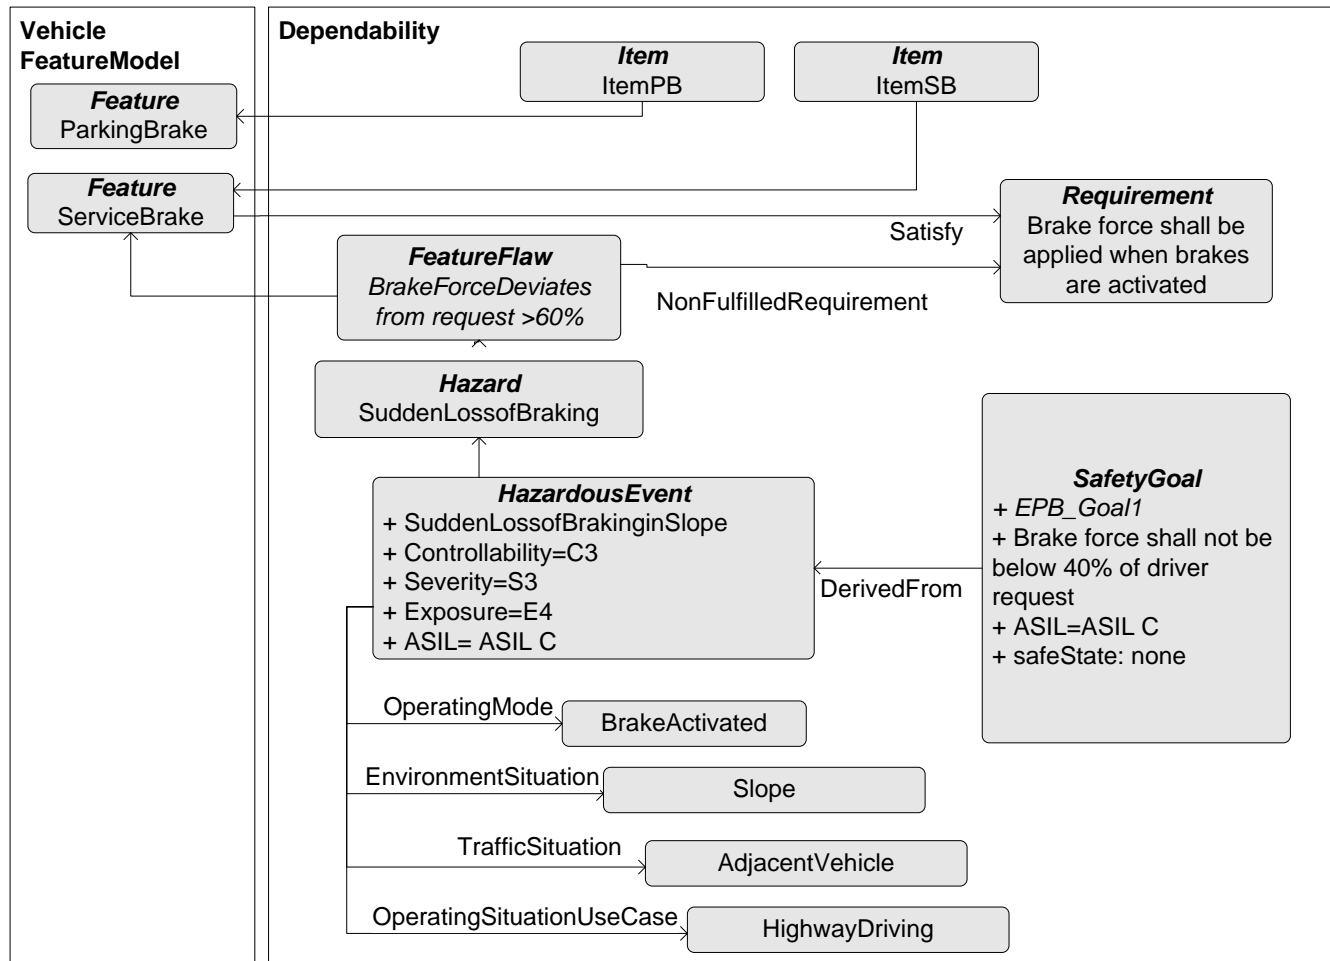 Vehicle
FeatureModel
Dependability
Item
ItemPB
Item
ItemSB
Feature
ParkingBrake
Feature
ServiceBrake
Requirement
Brake force shall be
applied when brakes
are activated
Satisfy
FeatureFlaw
BrakeForceDeviates
from request >60%
NonFulfilledRequirement
Hazard
SuddenLossofBraking
HazardousEvent
+ SuddenLossofBrakinginSlope
+ Controllability=C3
+ Severity=S3
+ Exposure=E4
+ ASIL= ASIL C
DerivedFrom
SafetyGoal
+ EPB_Goal1
+ Brake force shall not be
below 40% of driver
request
+ ASIL=ASIL C
+ safeState: none
OperatingMode
BrakeActivated
EnvironmentSituation
Slope
TrafficSituation
AdjacentVehicle
OperatingSituationUseCase
HighwayDriving